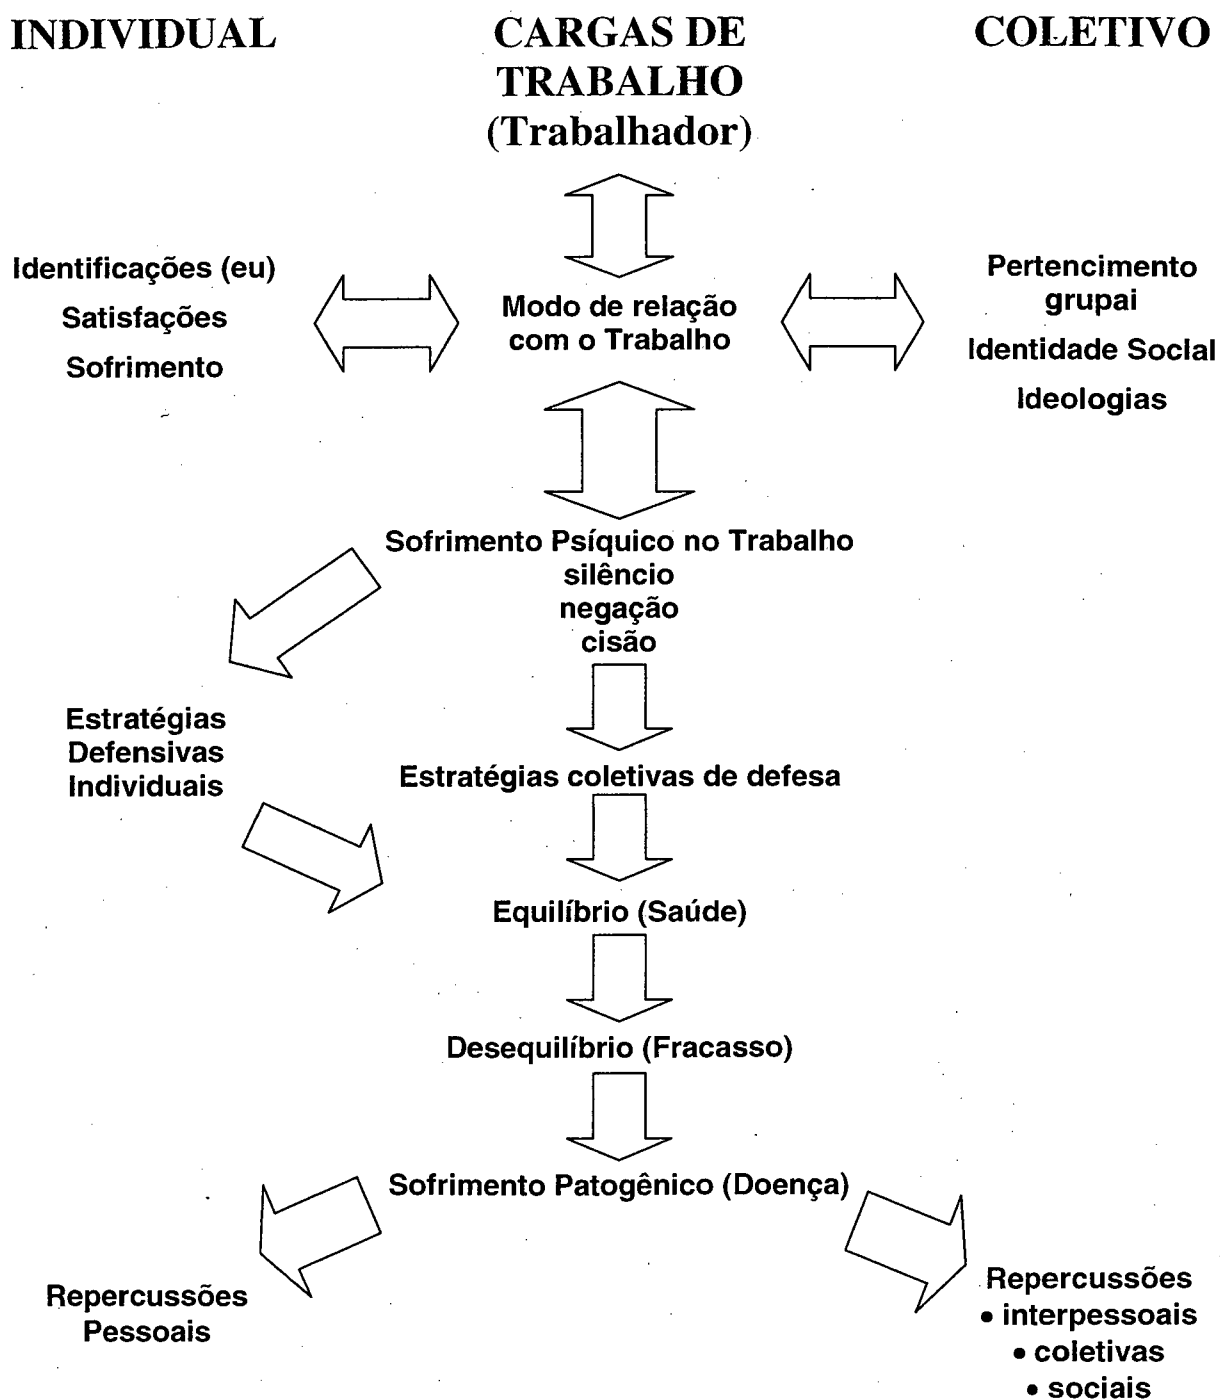 INDIVIDUAL
CARGAS DE
TRABALHO
(Trabalhador)
COLETIVO
Identificações (eu)
Satisfações
Sofrimento
Modo de relação
com o Trabalho
Pertencimento
grupai
Identidade Social
Ideologias
Sofrimento Psíquico no Trabalho
silêncio
negação
cisão
Estratégias
Defensivas
Individuais
Estratégias coletivas de defesa
Equilíbrio (Saúde)
Desequilíbrio (Fracasso)
Sofrimento Patogênico (Doença)
Repercussões
Pessoais
Repercussões
• interpessoais
• coletivas
• sociais